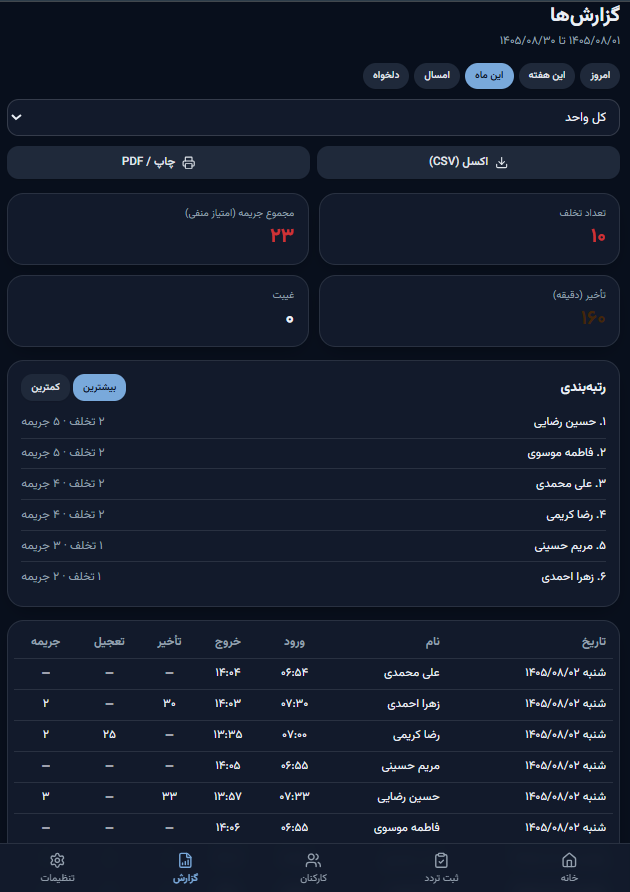 گزارش‌ها
۱۴۰۵/۰۸/۰۱ تا ۱۴۰۵/۰۸/۳۰
امروز این هفته این ماه امسال دلخواه
کل واحد
اکسل (CSV) چاپ / PDF
تعداد تخلف مجموع جریمه (امتیاز منفی)
۱۰ ۲۳
تأخیر (دقیقه) غیبت
۱۶۰ ۰
رتبه‌بندی بیشترین کمترین
۱. حسین رضایی ۲ تخلف · ۵ جریمه
۲. فاطمه موسوی ۲ تخلف · ۵ جریمه
۳. علی محمدی ۲ تخلف · ۴ جریمه
۴. رضا کریمی ۲ تخلف · ۴ جریمه
۵. مریم حسینی ۱ تخلف · ۳ جریمه
۶. زهرا احمدی ۱ تخلف · ۲ جریمه
تاریخ نام ورود خروج تأخیر تعجیل جریمه
شنبه ۱۴۰۵/۰۸/۰۲ علی محمدی ۰۶:۵۴ ۱۴:۰۴ — — —
شنبه ۱۴۰۵/۰۸/۰۲ زهرا احمدی ۰۷:۳۰ ۱۴:۰۳ ۳۰ — ۲
شنبه ۱۴۰۵/۰۸/۰۲ رضا کریمی ۰۷:۰۰ ۱۳:۳۵ — ۲۵ ۲
شنبه ۱۴۰۵/۰۸/۰۲ مریم حسینی ۰۶:۵۵ ۱۴:۰۵ — — —
شنبه ۱۴۰۵/۰۸/۰۲ حسین رضایی ۰۷:۳۳ ۱۳:۵۷ ۳۳ — ۳
شنبه ۱۴۰۵/۰۸/۰۲ فاطمه موسوی ۰۶:۵۵ ۱۴:۰۶ — — —
خانه ثبت تردد کارکنان گزارش تنظیمات